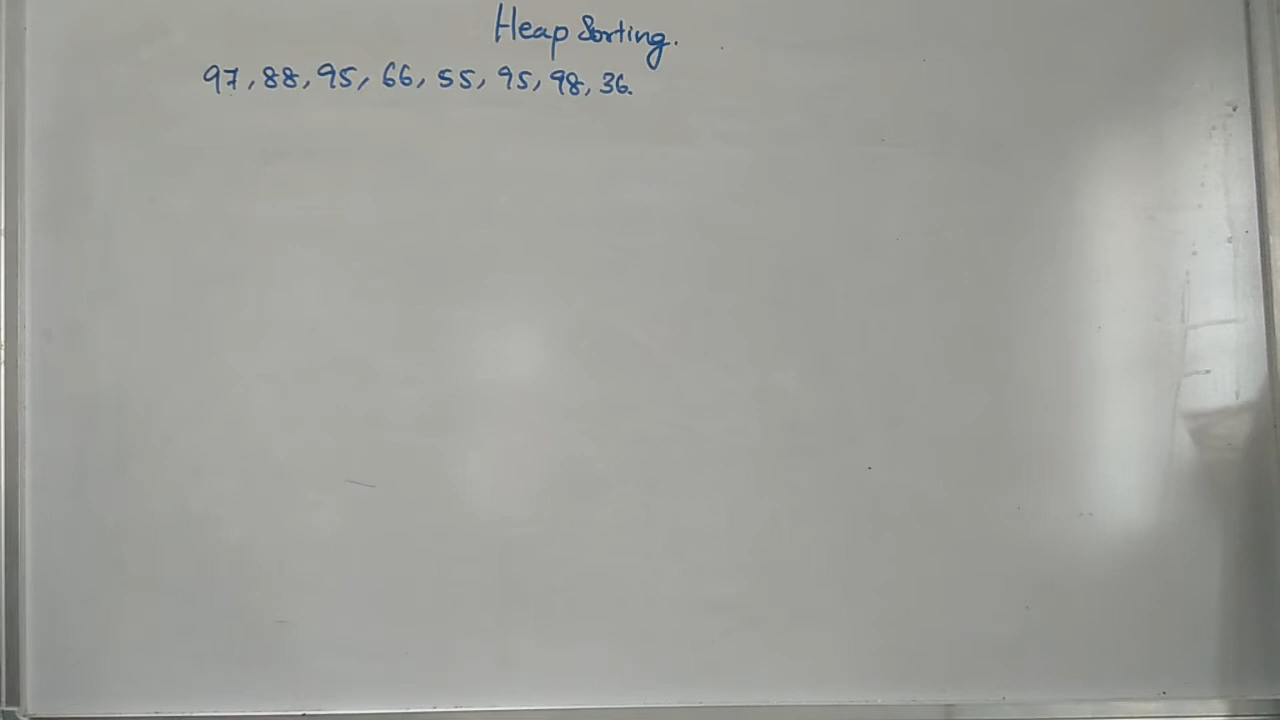 Heap Sorting.
97, 88, 95, 66, 55, 95, 98, 36.